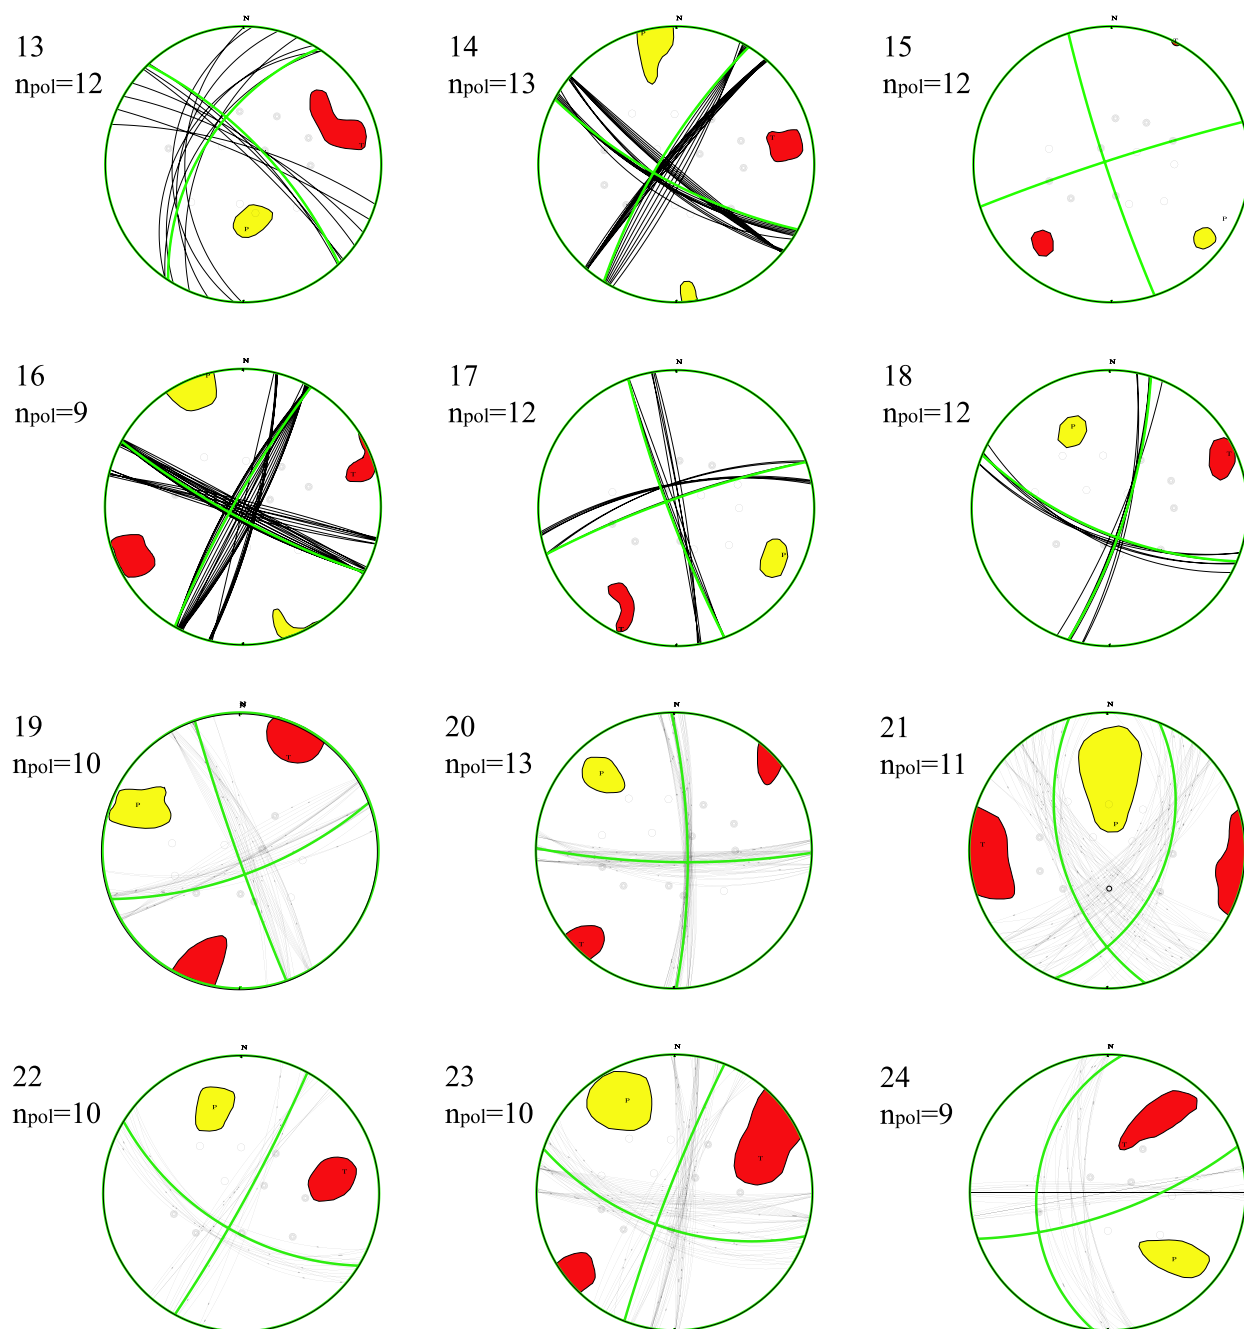 N N
13 14 15
npol=12 npol=13 npol=12
P T P T T P
N N
16 17 18
npol=9 npol=12 npol=12
P T P T P T
N N N
19 20 21
npol=10 npol=13 npol=11
P T P T P T
N N N
22 23 24
npol=10 npol=10 npol=9
P T P T T P